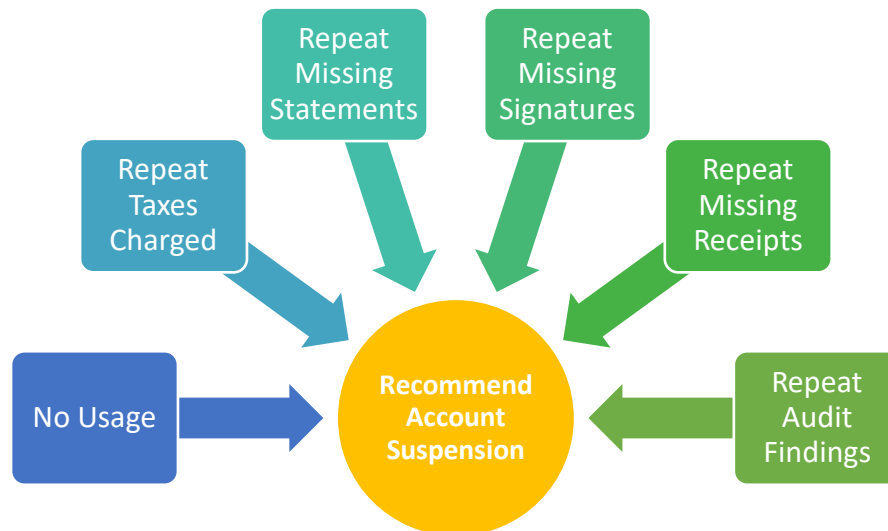 Repeat
Missing
Statements
Repeat
Missing
Signatures
Repeat
Taxes
Charged
Repeat
Missing
Receipts
No Usage
Recommend
Account
Suspension
Repeat
Audit
Findings